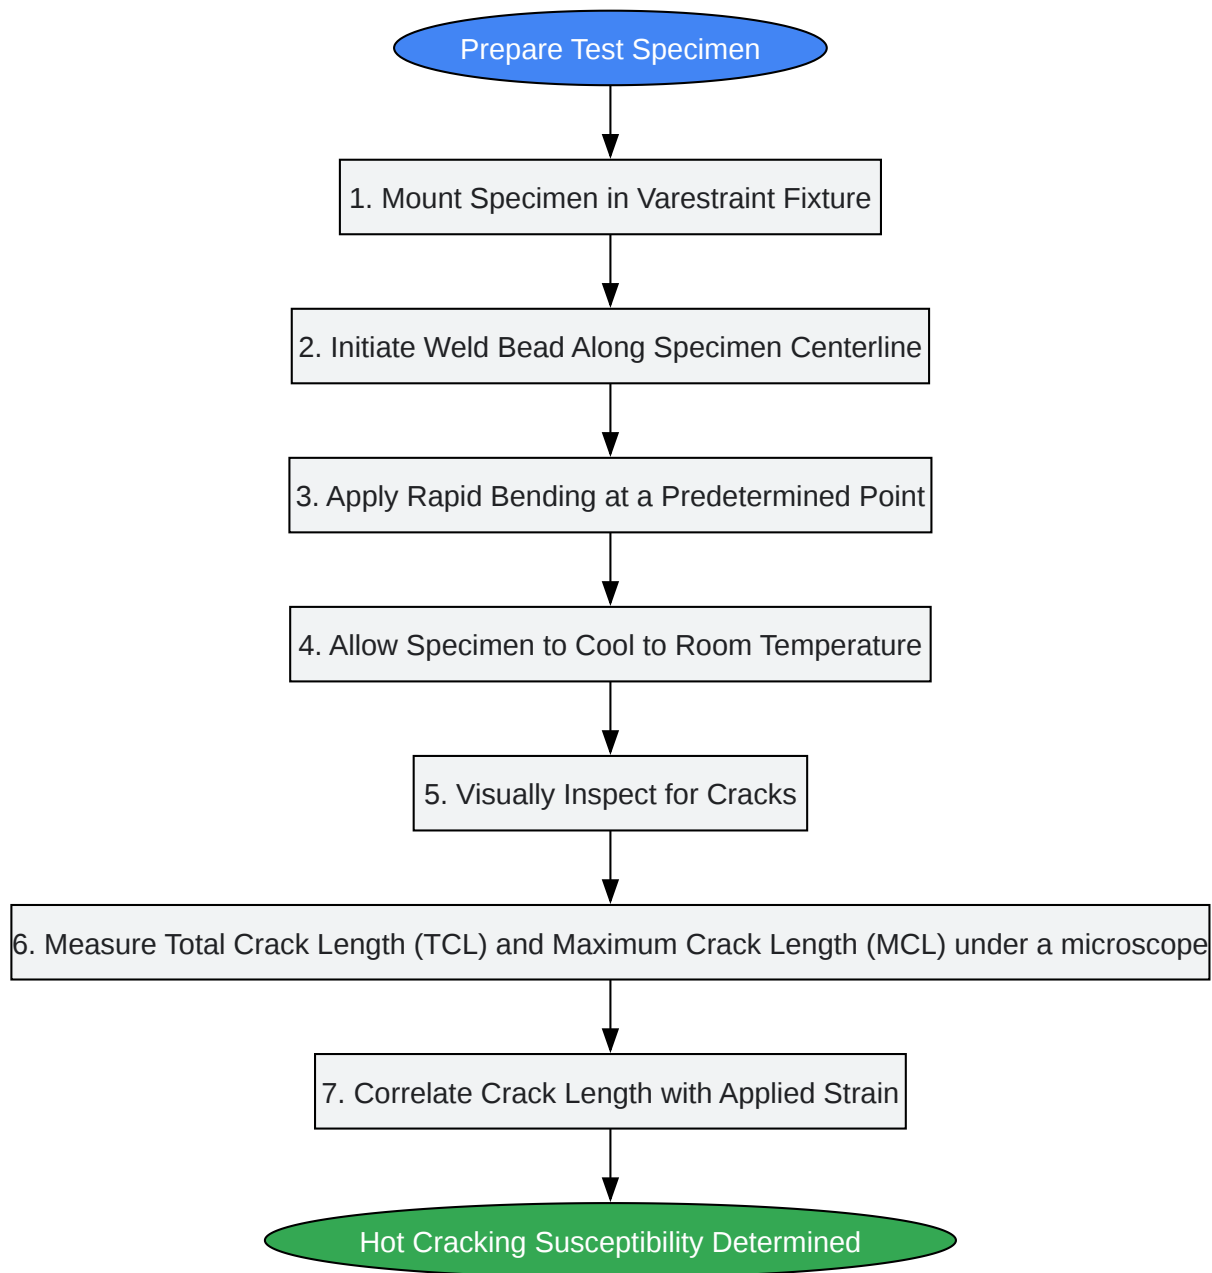 Prepare Test Specimen
1. Mount Specimen in Varestraint Fixture
2. Initiate Weld Bead Along Specimen Centerline
3. Apply Rapid Bending at a Predetermined Point
4. Allow Specimen to Cool to Room Temperature
5. Visually Inspect for Cracks
6. Measure Total Crack Length (TCL) and Maximum Crack Length (MCL) under a microscope
7. Correlate Crack Length with Applied Strain
Hot Cracking Susceptibility Determined